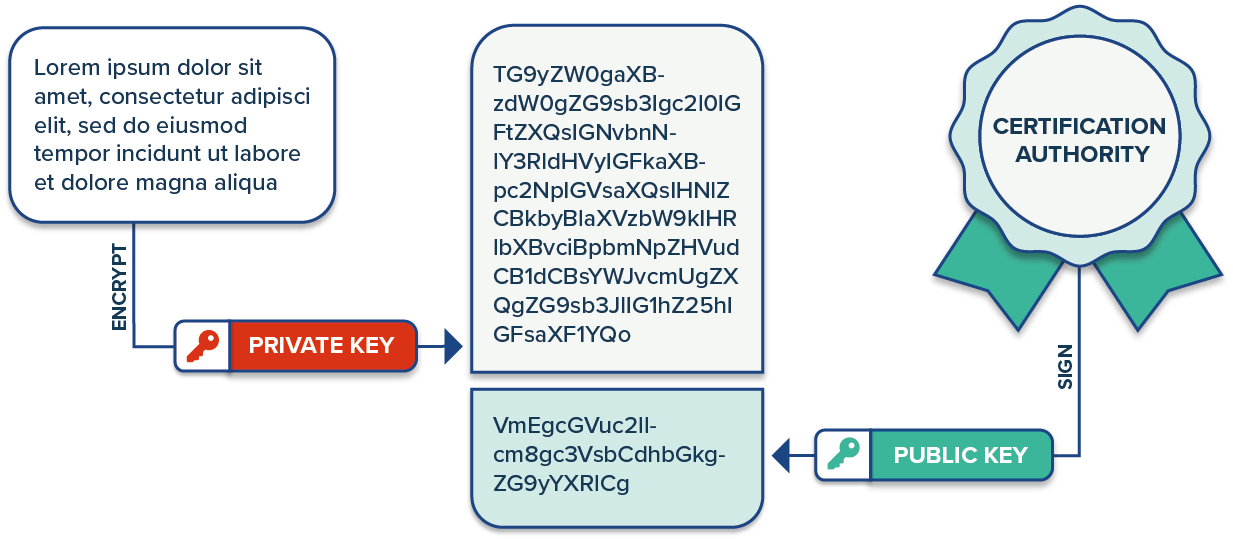 Lorem ipsum dolor sit
amet, consectetur adipisci
elit, sed do eiusmod
tempor incidunt ut labore
et dolore magna aliqua
ENCRYPT
PRIVATE KEY
TG9yZW0gaXB-
zdW0gZG9sb3Igc2l0IG
FtZXQsIGNvbnN-
lY3RldHVyIGFkaXB-
pc2NpIGVsaXQsIHNlZ
CBkbyBlaXVzbW9kIHR
lbXBvciBpbmNpZHVud
CB1dCBsYWJvcmUgZX
QgZG9sb3JlIG1hZ25hI
GFsaXF1YQo
VmEgcGVuc2ll-
cm8gc3VsbCdhbGkg-
ZG9yYXRlCg
CERTIFICATION
AUTHORITY
SIGN
PUBLIC KEY